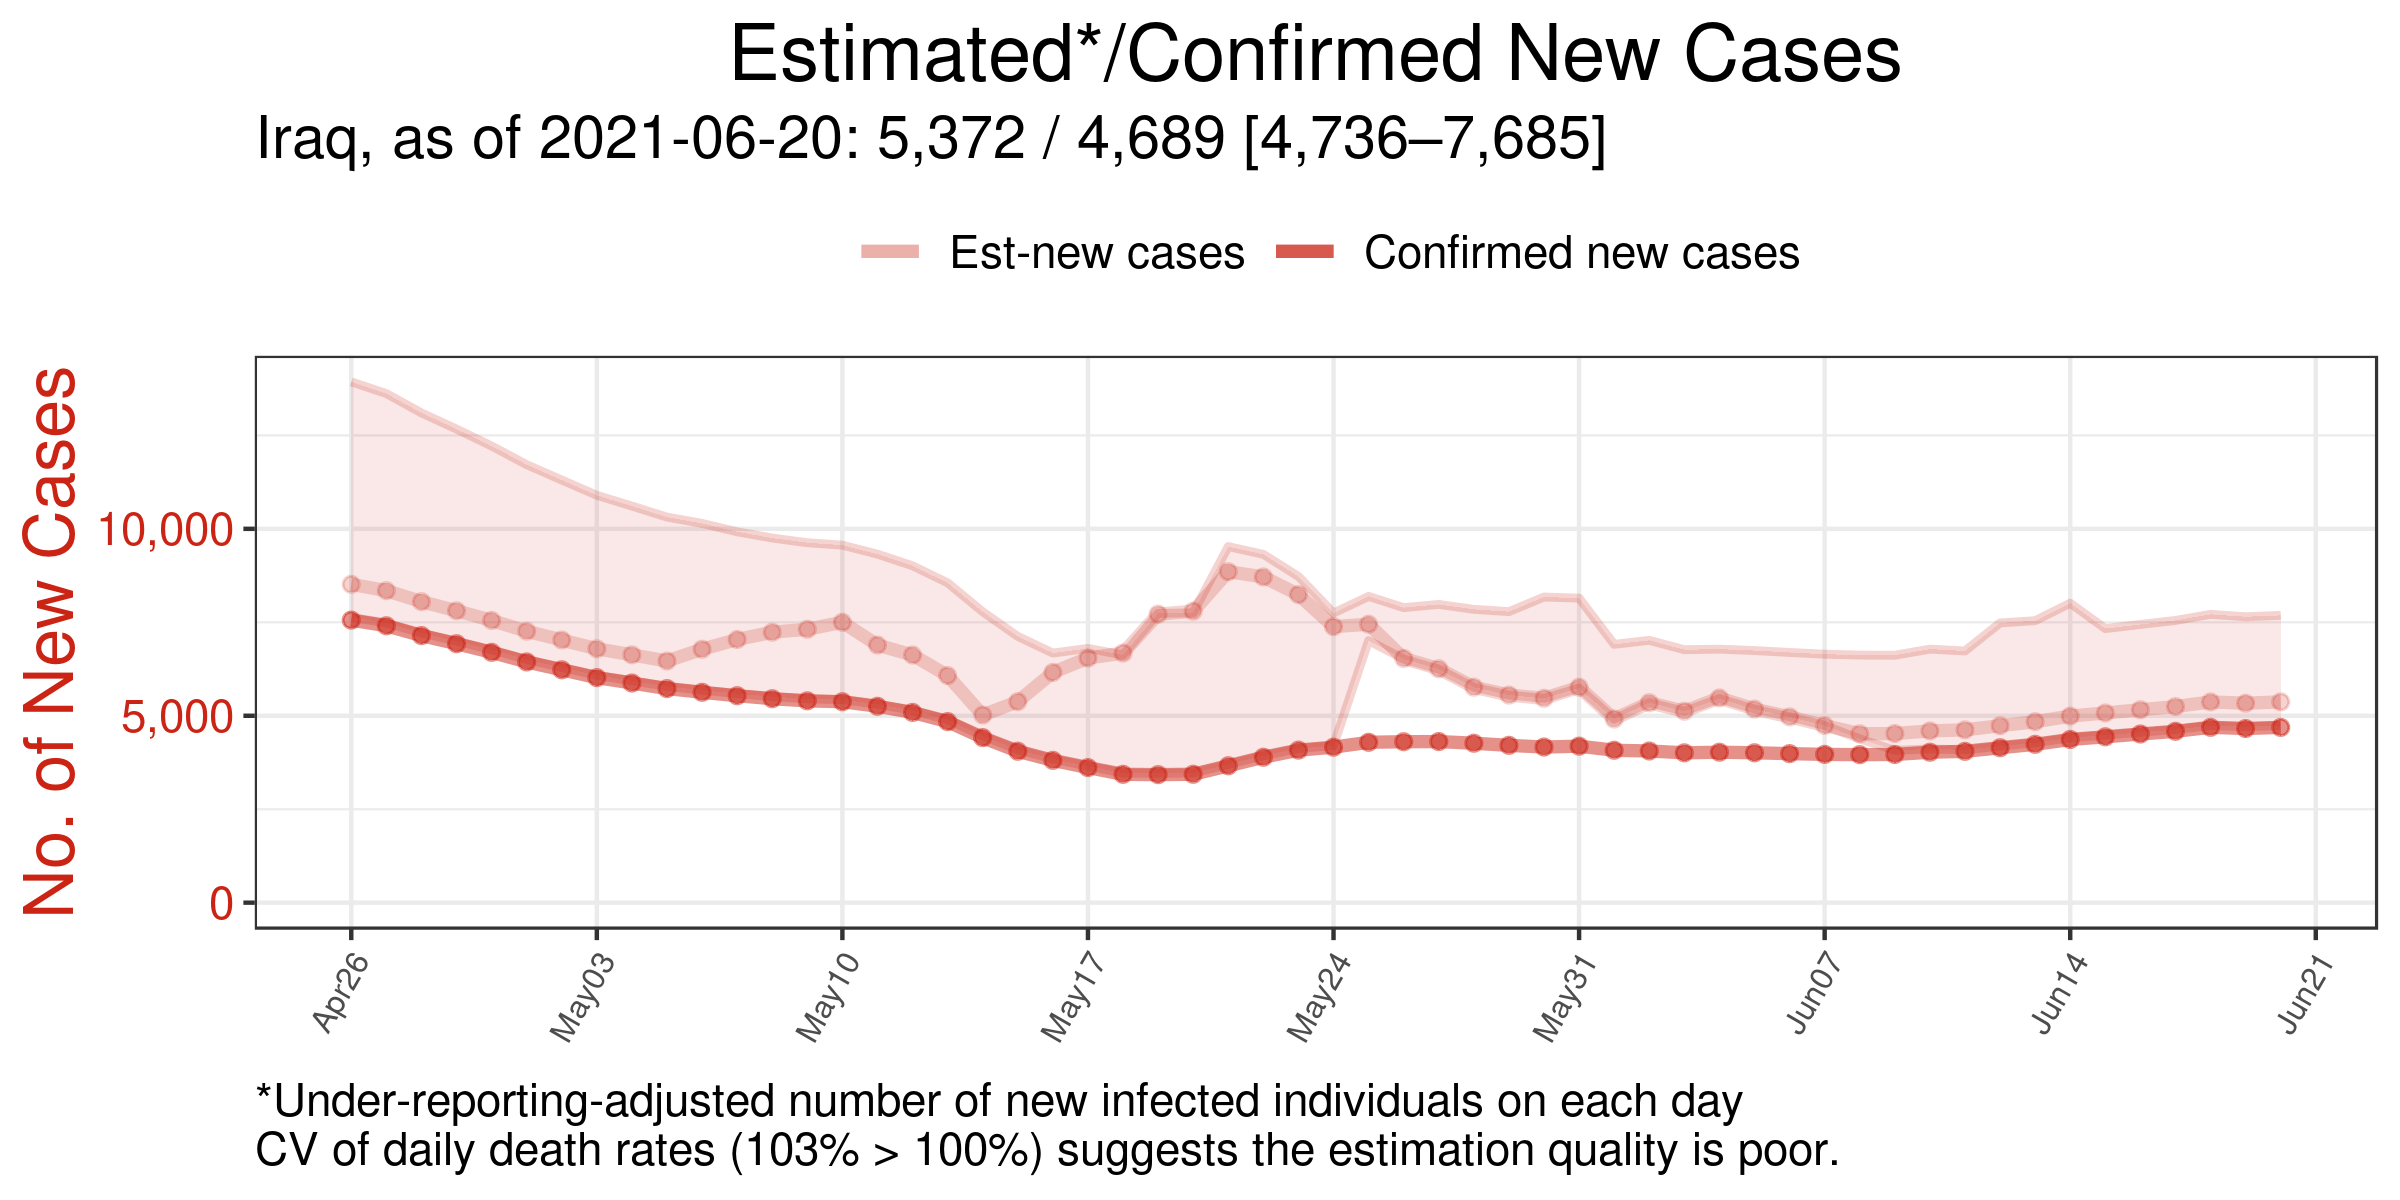 Estimated*/Confirmed New Cases
Iraq, as of 2021-06-20: 5,372 / 4,689 [4,736–7,685]
Est-new cases
Confirmed new cases
No. of New Cases
10,000
5,000
0
Apr26
May03
May10
May17
May24
May31
Jun07
Jun14
Jun21
*Under-reporting-adjusted number of new infected individuals on each day
CV of daily death rates (103% > 100%) suggests the estimation quality is poor.